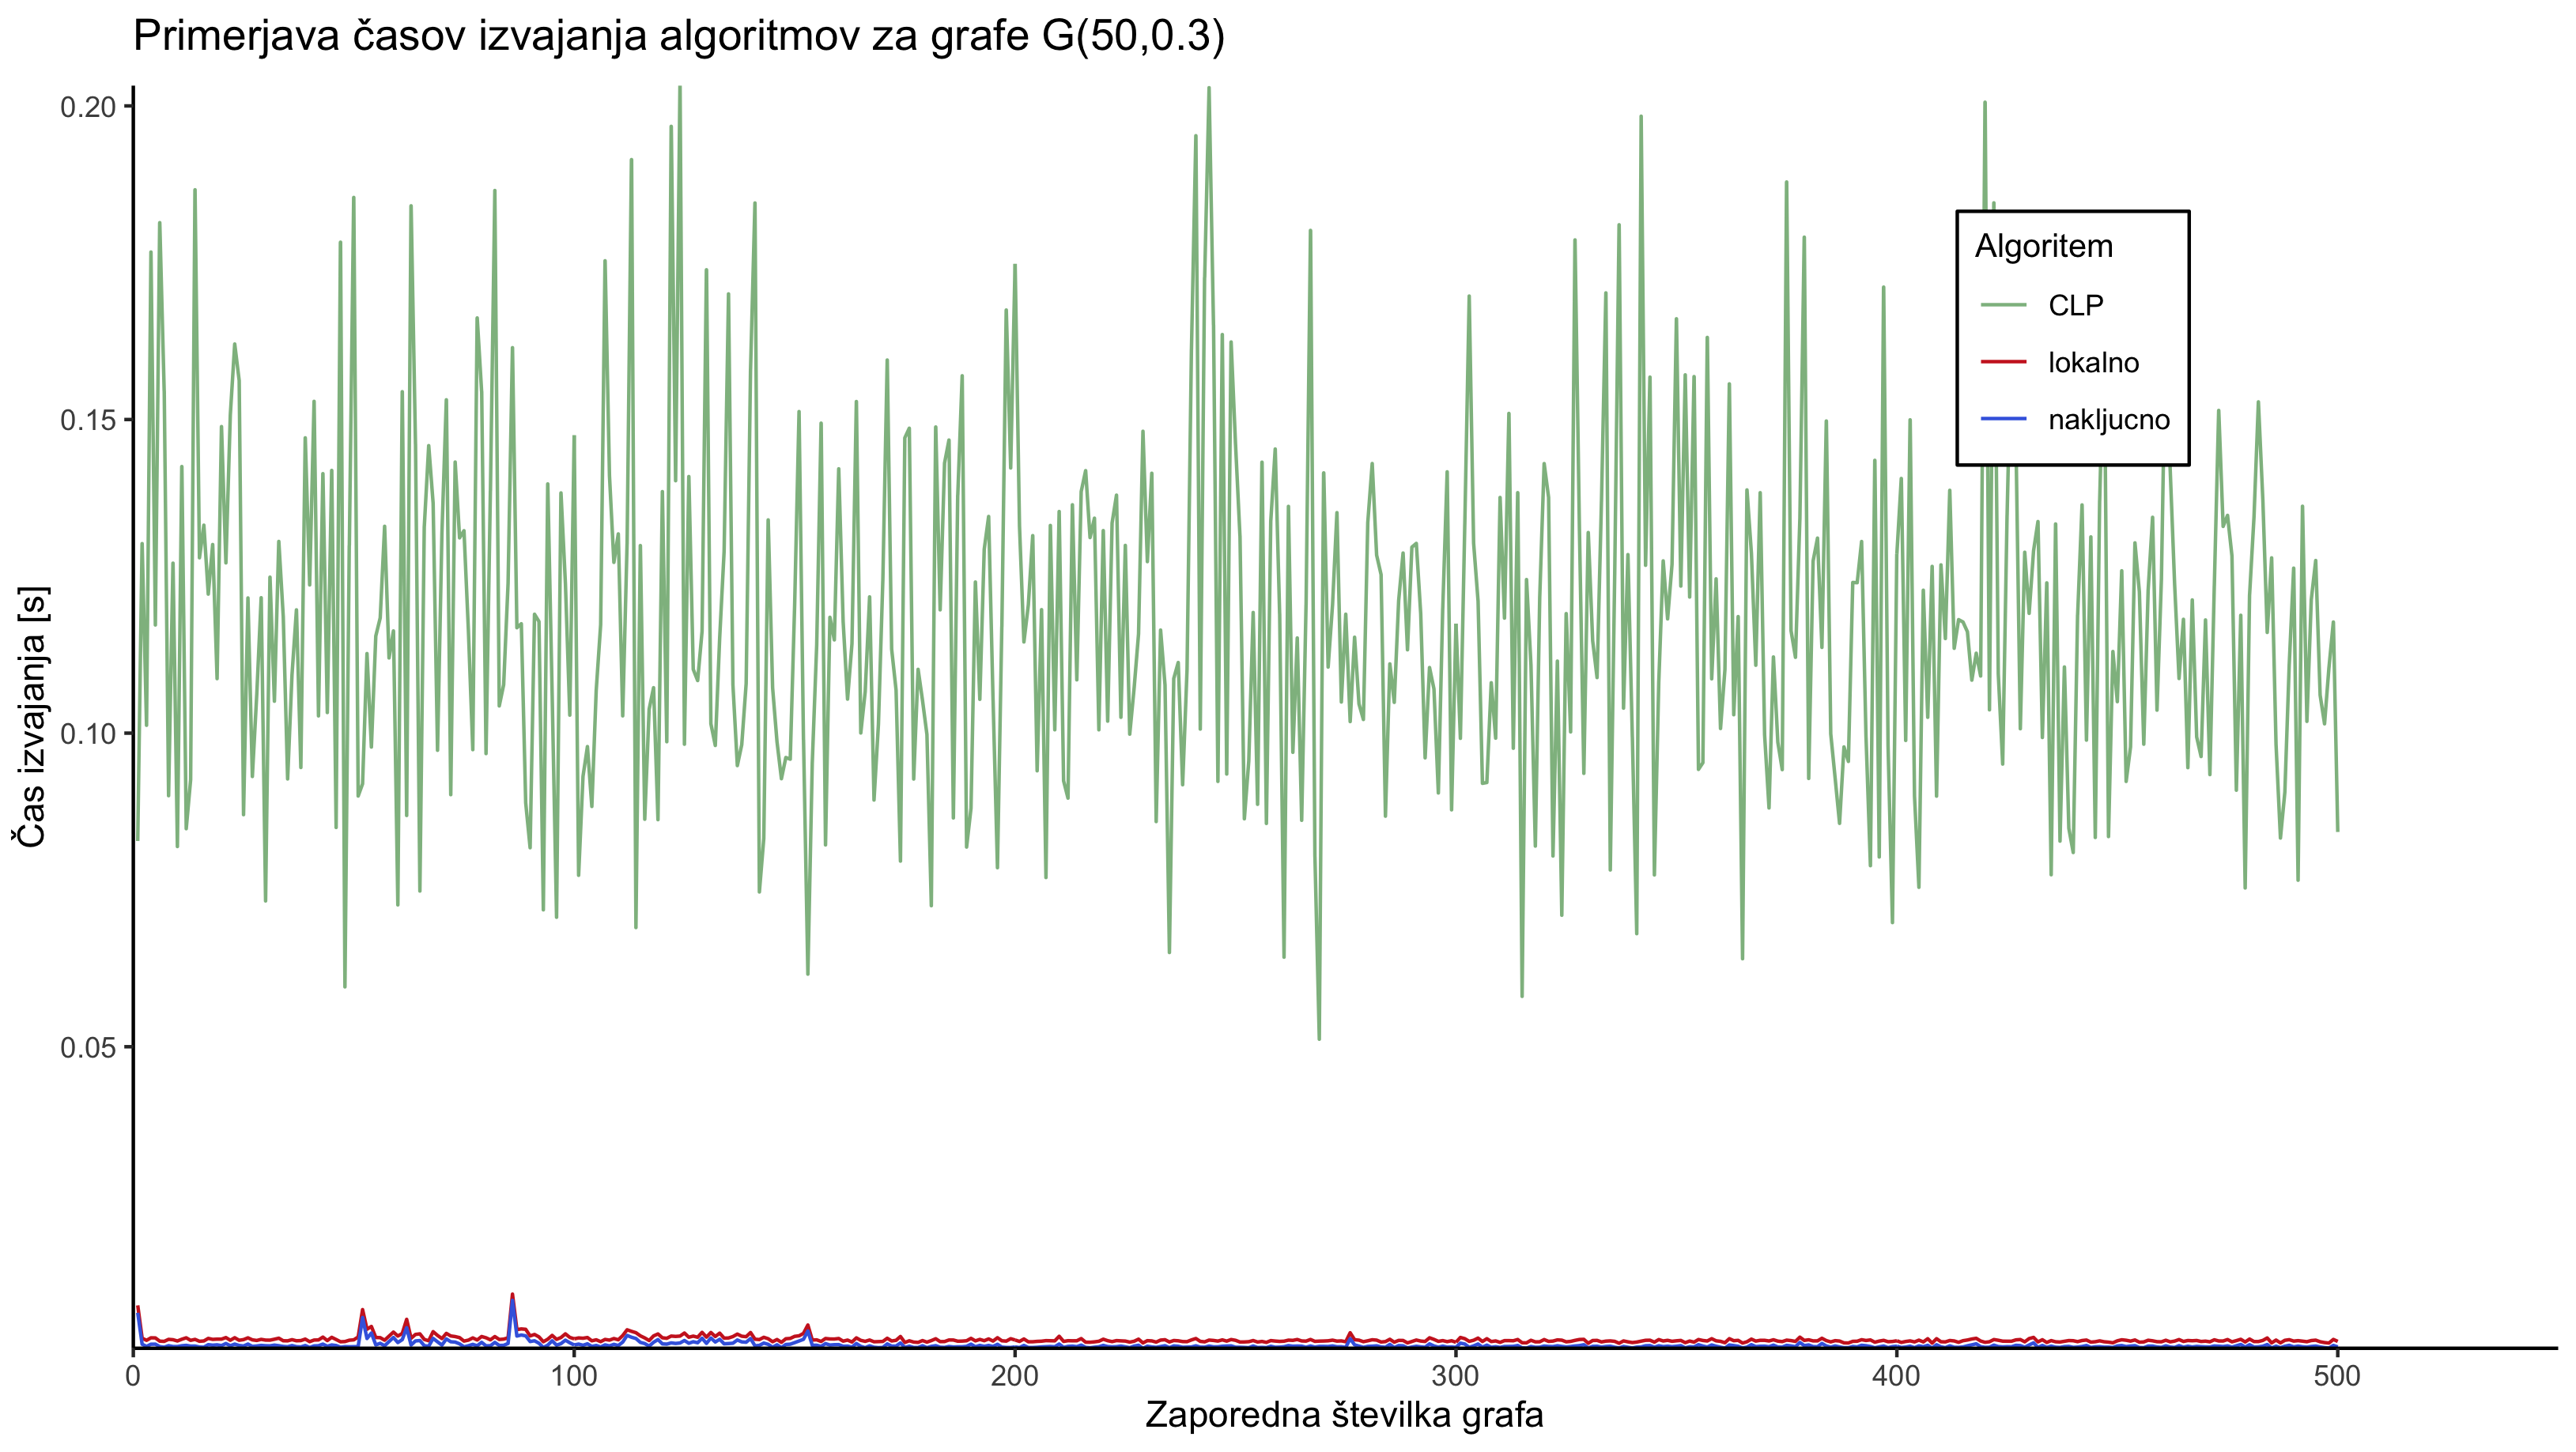 Primerjava časov izvajanja algoritmov za grafe G(50,0.3)
0.20
0.15
0.10
0.05
Čas izvajanja [s]
Algoritem
CLP
lokalno
nakljucno
0
100
200
300
400
500
Zaporedna številka grafa